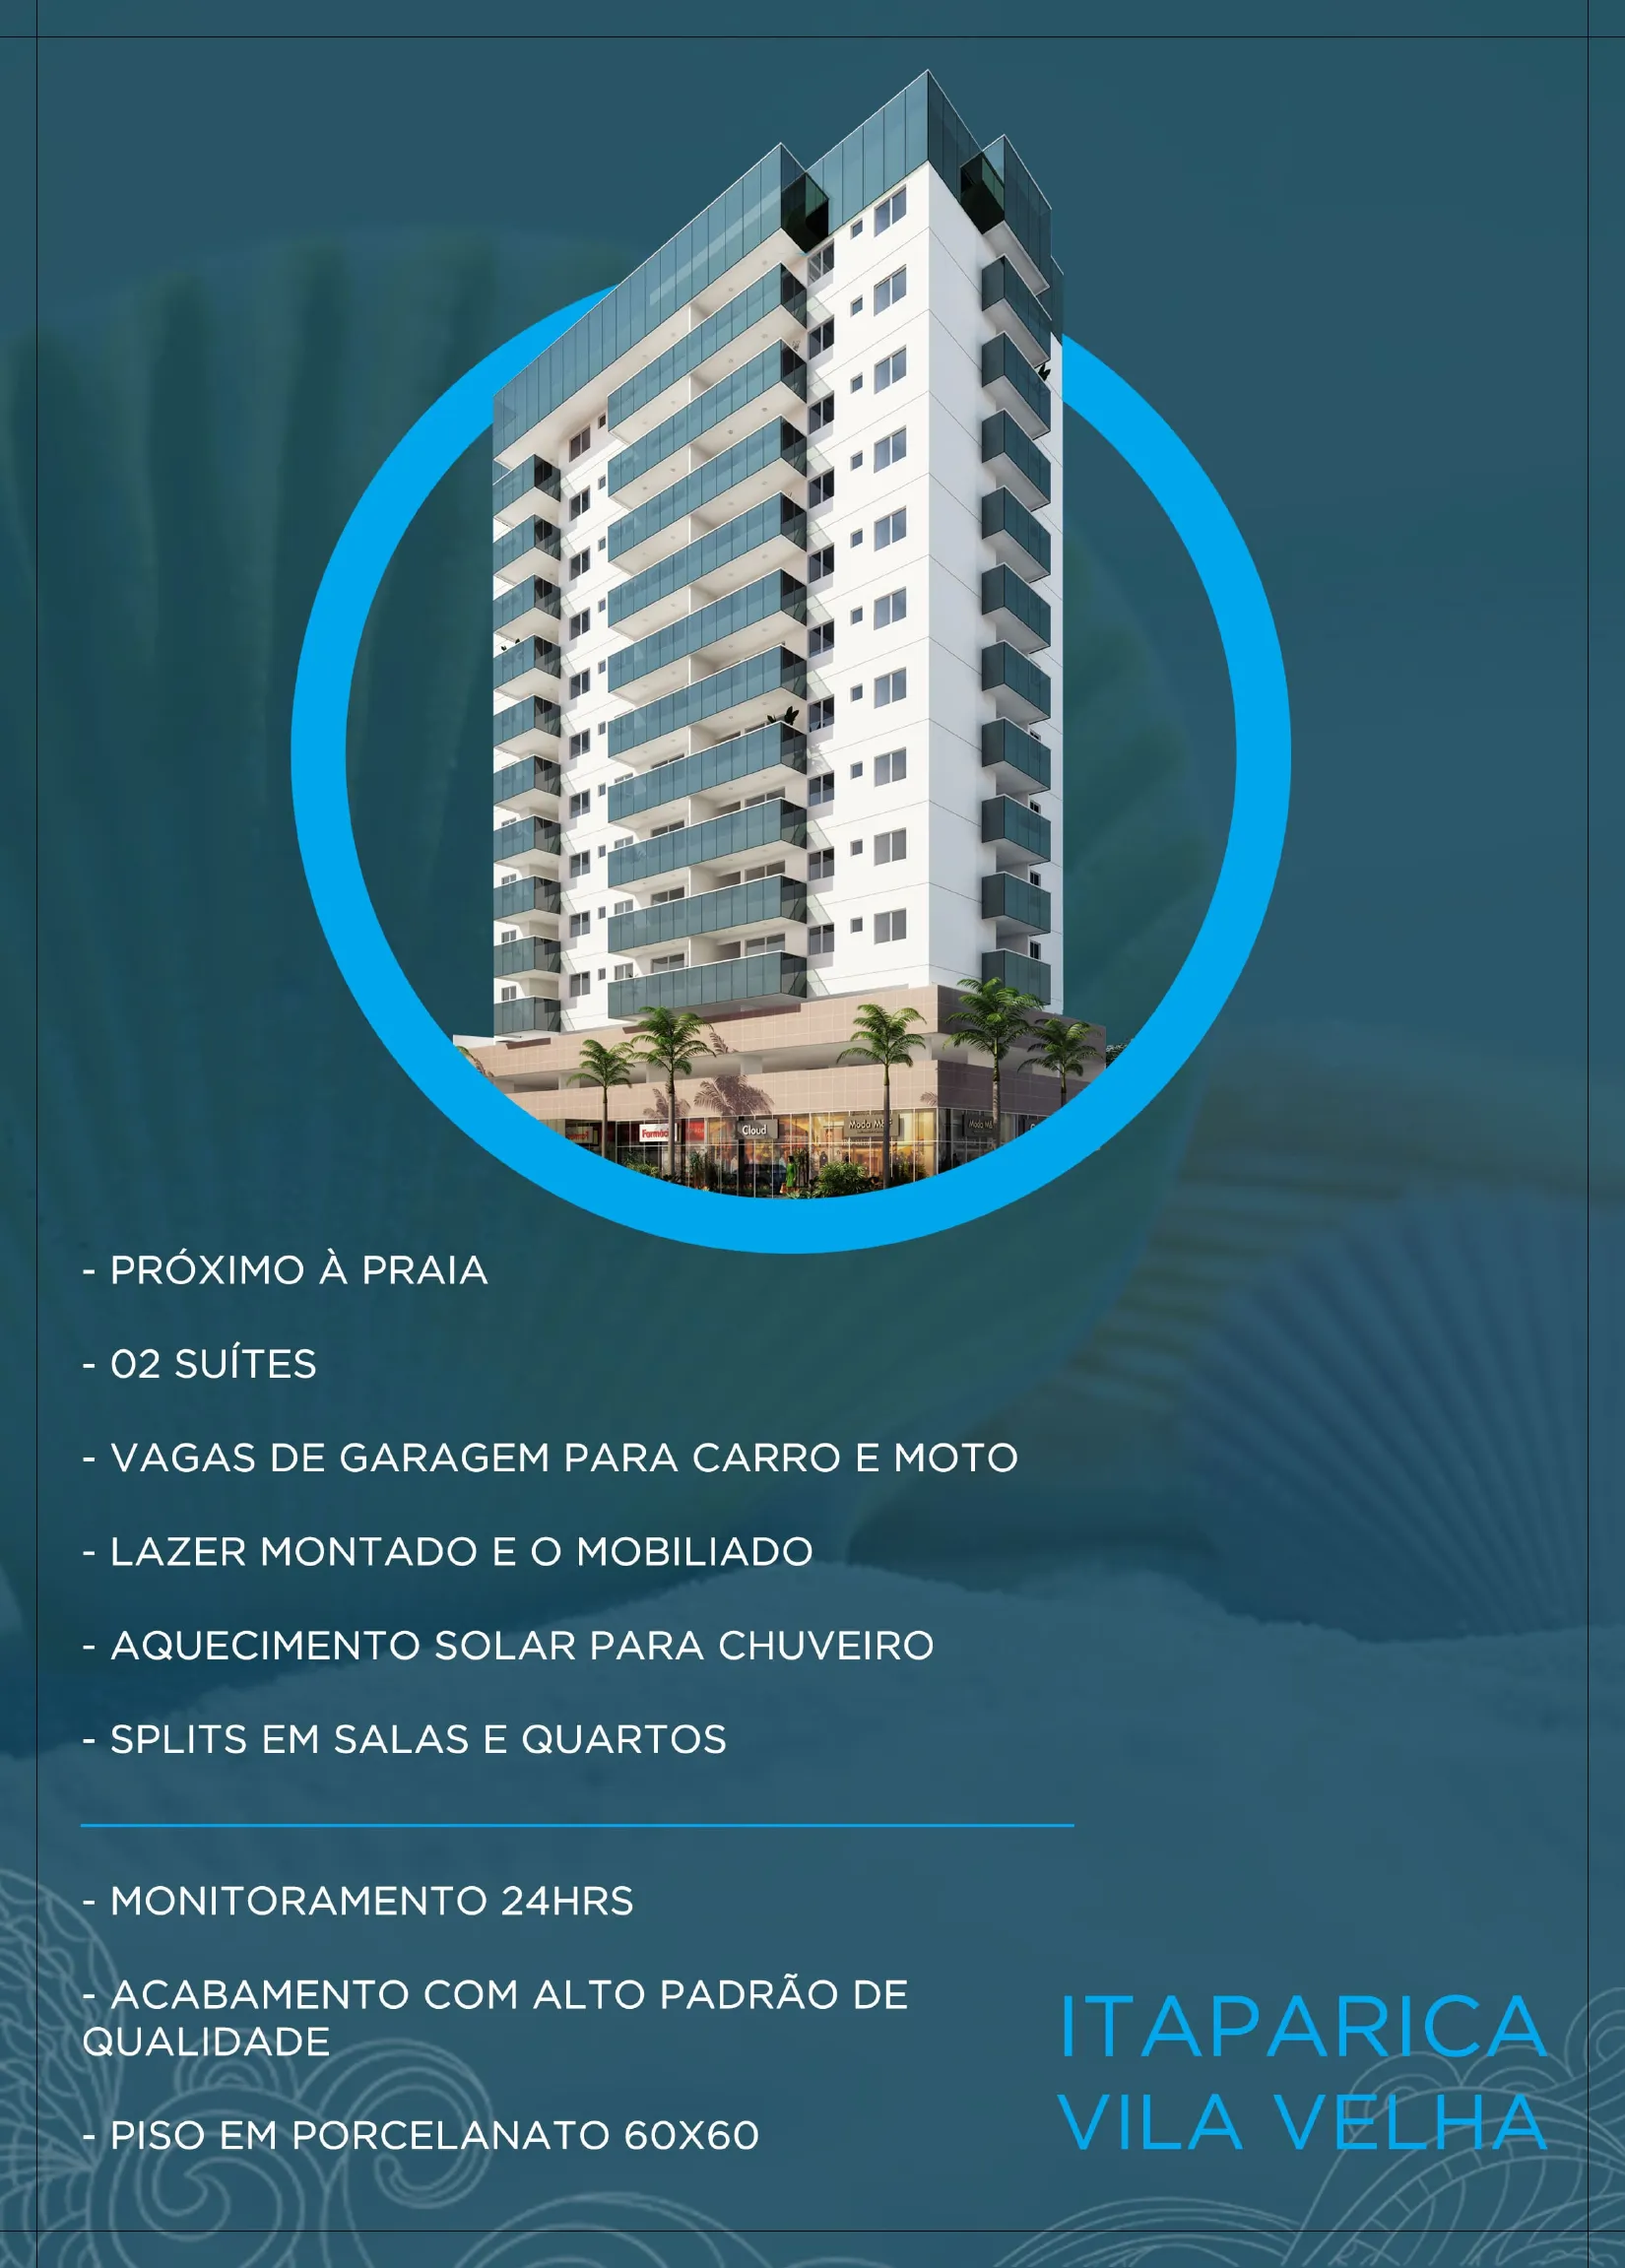 Cloud
- PRÓXIMO À PRAIA
- 02 SUÍTES
- VAGAS DE GARAGEM PARA CARRO E MOTO
- LAZER MONTADO E O MOBILIADO
- AQUECIMENTO SOLAR PARA CHUVEIRO
- SPLITS EM SALAS E QUARTOS
- MONITORAMENTO 24HRS
- ACABAMENTO COM ALTO PADRÃO DE
QUALIDADE
- PISO EM PORCELANATO 60X60
ITAPARICA
VILA VELHA